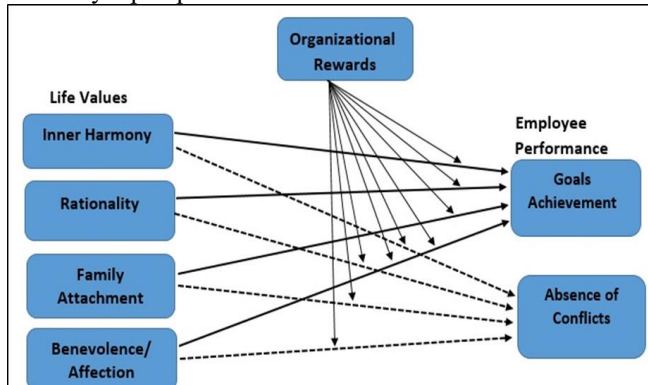 Organizational
Rewards
Life Values
Inner Harmony
Employee
Performance
Goals
Achievement
Rationality
Family
Attachment
Absence of
Conflicts
Benevolence/
Affection